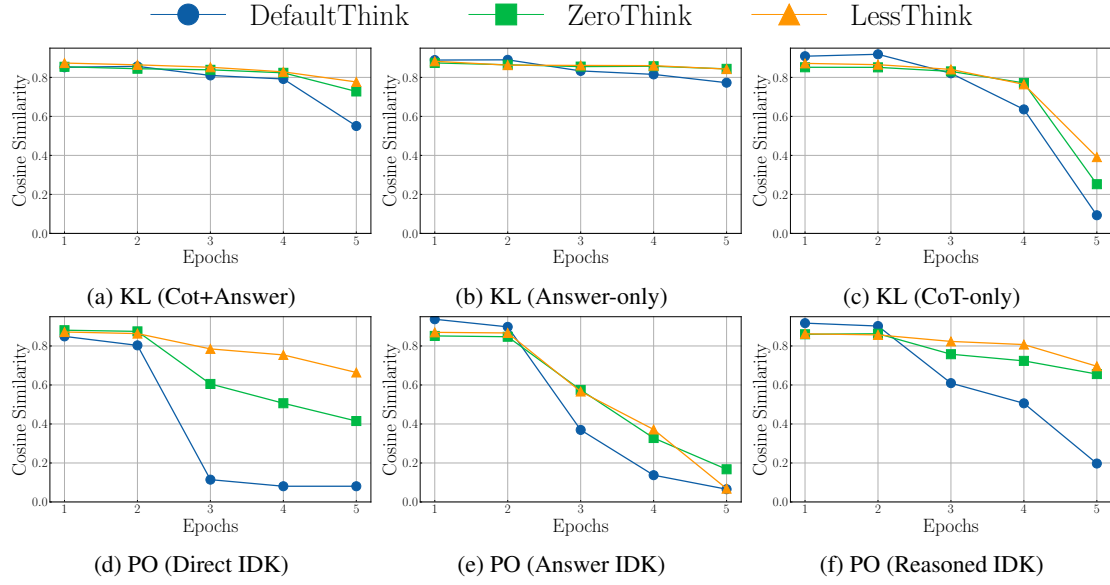 DefaultThink ZeroThink LessThink
Cosine Similarity
0.8
0.6
0.4
0.2
0.0
1 2 3 4 5
Epochs
(a) KL (Cot+Answer)
Cosine Similarity
0.8
0.6
0.4
0.2
0.0
1 2 3 4 5
Epochs
(b) KL (Answer-only)
Cosine Similarity
0.8
0.6
0.4
0.2
0.0
1 2 3 4 5
Epochs
(c) KL (CoT-only)
Cosine Similarity
0.8
0.6
0.4
0.2
0.0
1 2 3 4 5
Epochs
(d) PO (Direct IDK)
Cosine Similarity
0.8
0.6
0.4
0.2
0.0
1 2 3 4 5
Epochs
(e) PO (Answer IDK)
Cosine Similarity
0.8
0.6
0.4
0.2
0.0
1 2 3 4 5
Epochs
(f) PO (Reasoned IDK)